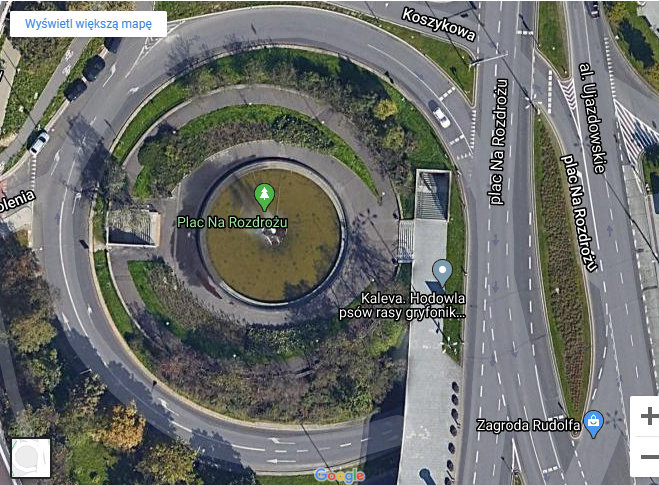 Wyświetl większą mapę
Koszykowa
al. Ujazdowskie
plac Na Rozdrożu
plac Na Rozdrożu
olenia
Plac Na Rozdrożu
Kaleva. Hodowla
psów rasy gryfonik...
Zagroda Rudolfa
Google